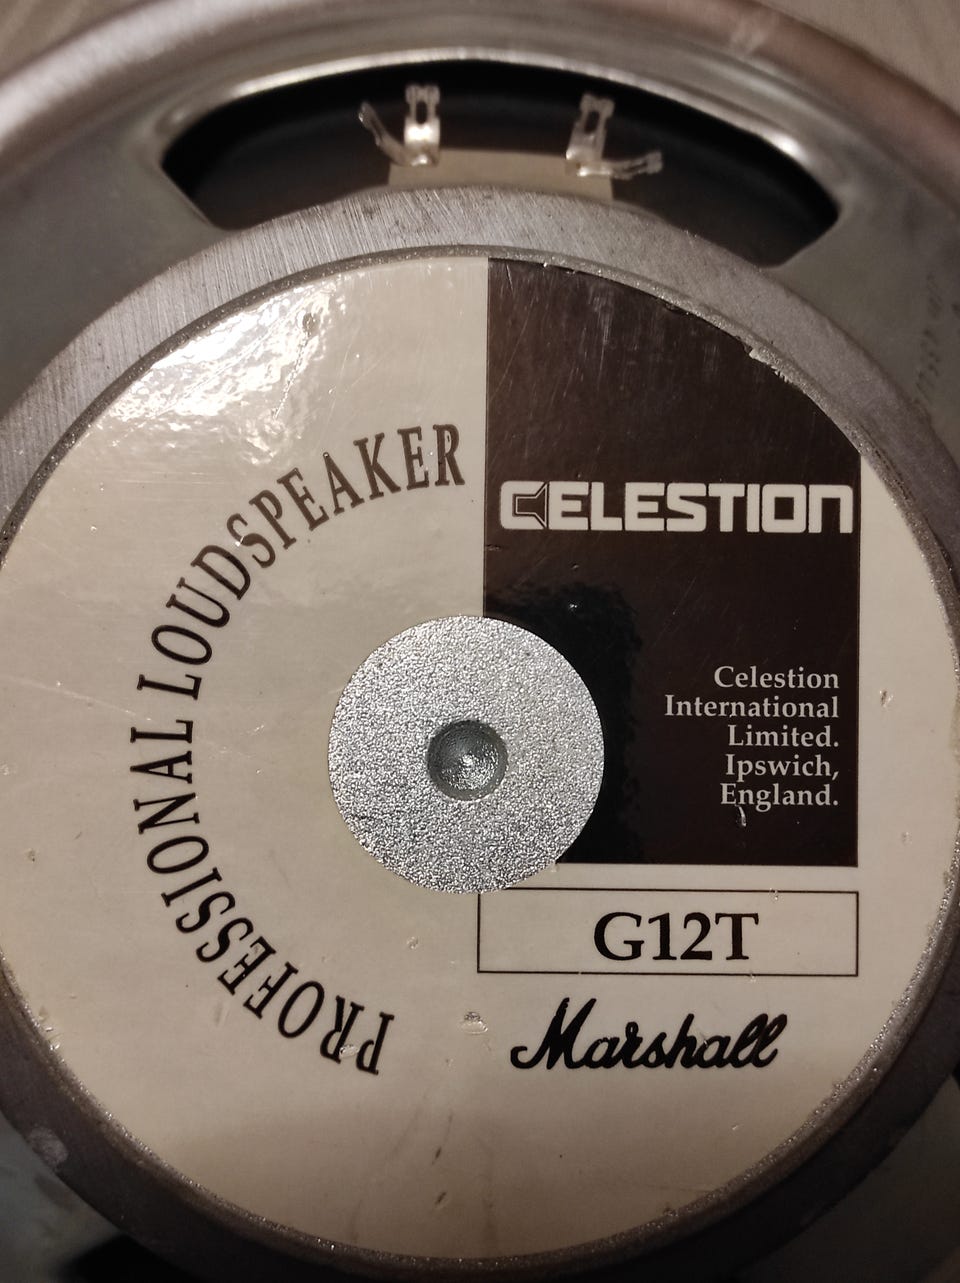 PROFESSIONAL LOUDSPEAKER
CELESTION
Celestion
International
Limited.
Ipswich,
England.
G12T
Marshall